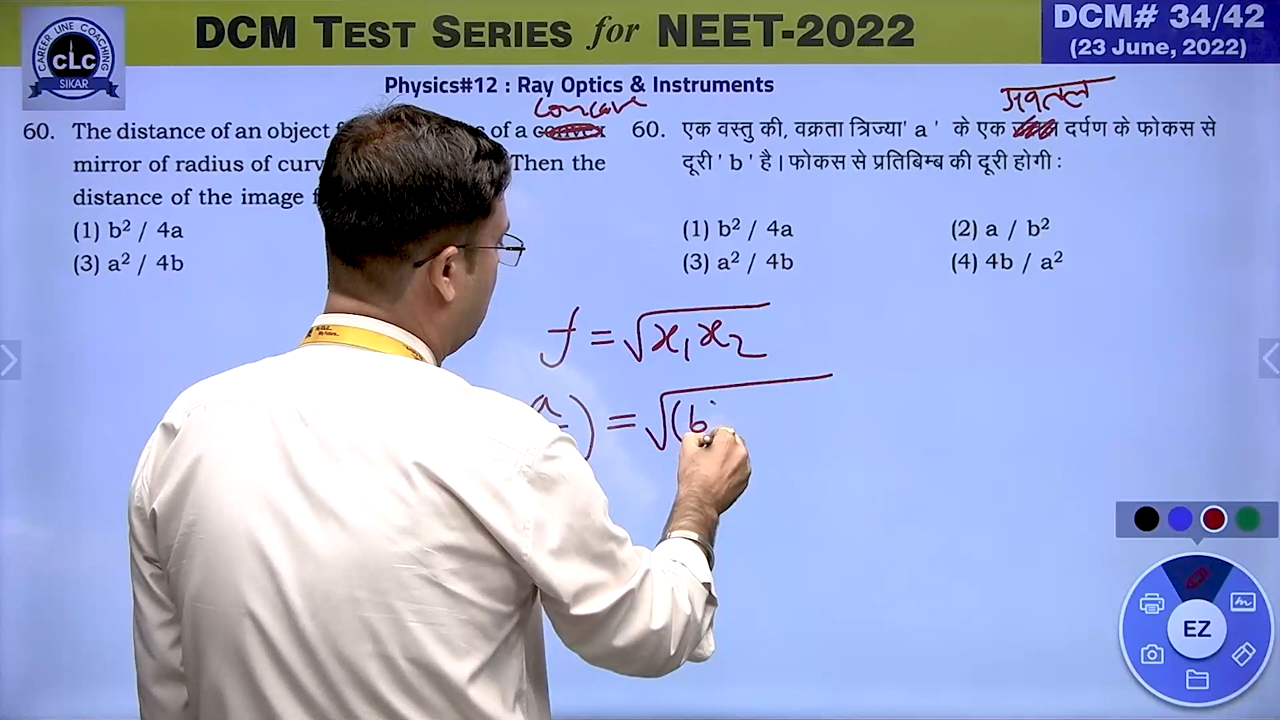 DCM TEST SERIES for NEET-2022
DCM# 34/42
(23 June, 2022)
CAREER LINE COACHING
CLC
SIKAR
Physics#12 : Ray Optics & Instruments
concave
60. The distance of an object of a convex
mirror of radius of curv Then the
distance of the image
(1) b² / 4a
(3) a² / 4b
अवतल
60. एक वस्तु की, वक्रता त्रिज्या' a ' के एक दर्पण के फोकस से
दूरी ' b ' है। फोकस से प्रतिबिम्ब की दूरी होगी :
(1) b² / 4a (2) a / b²
(3) a² / 4b (4) 4b / a²
f = √x₁x₂
a ) = √(b
EZ